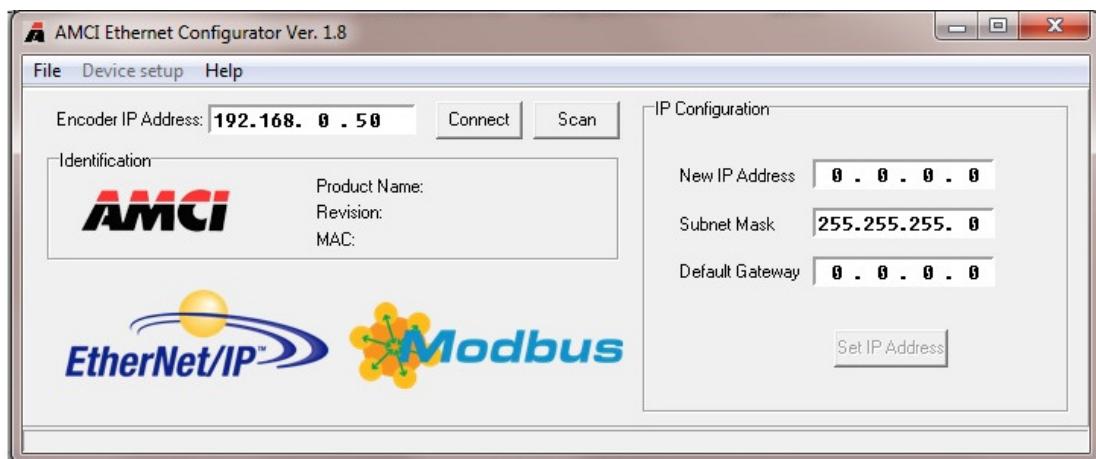 AMCI Ethernet Configurator Ver. 1.8
File Device setup Help
Encoder IP Address: 192.168. 0 .50 Connect Scan
Identification
AMCI
Product Name:
Revision:
MAC:
EtherNet/IP™
Modbus
IP Configuration
New IP Address 0 . 0 . 0 . 0
Subnet Mask 255.255.255. 0
Default Gateway 0 . 0 . 0 . 0
Set IP Address